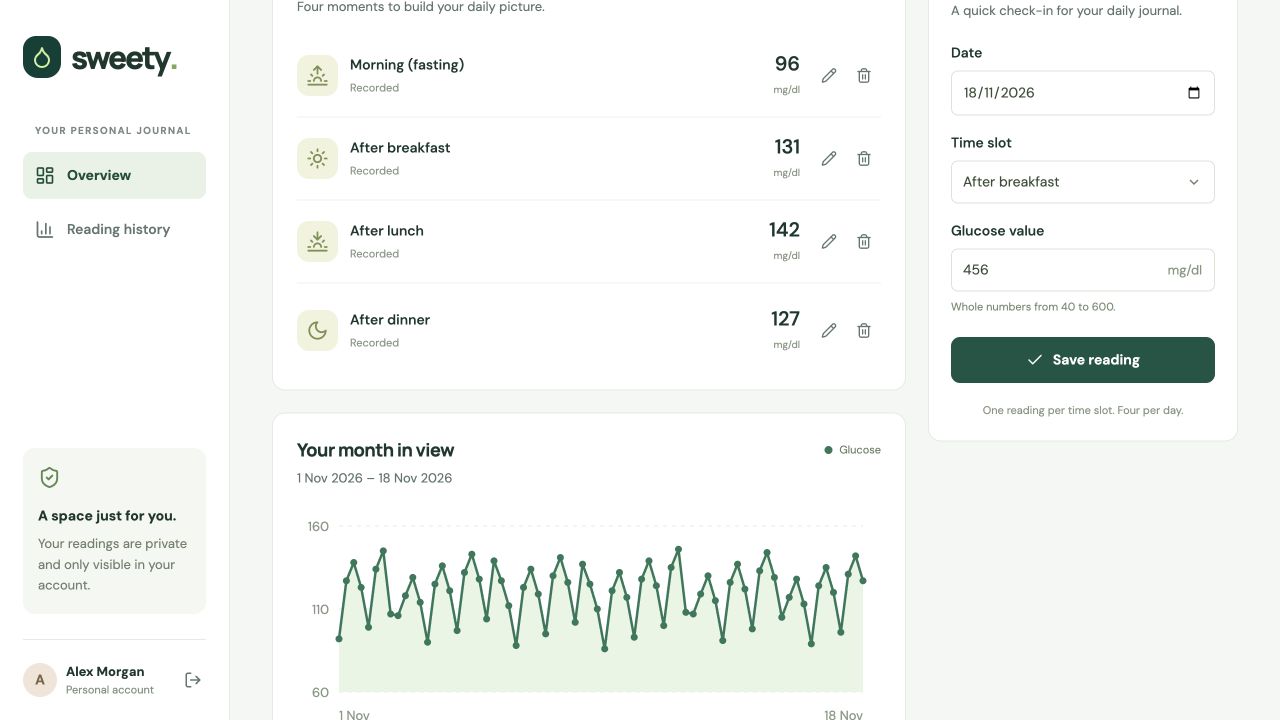 sweety.
YOUR PERSONAL JOURNAL
Overview
Reading history
A space just for you.
Your readings are private
and only visible in your
account.
A
Alex Morgan
Personal account
Four moments to build your daily picture.
Morning (fasting)
Recorded
96
mg/dl
After breakfast
Recorded
131
mg/dl
After lunch
Recorded
142
mg/dl
After dinner
Recorded
127
mg/dl
Your month in view
Glucose
1 Nov 2026 – 18 Nov 2026
160
110
60
1 Nov
18 Nov
A quick check-in for your daily journal.
Date
18/11/2026
Time slot
After breakfast
Glucose value
456
mg/dl
Whole numbers from 40 to 600.
Save reading
One reading per time slot. Four per day.